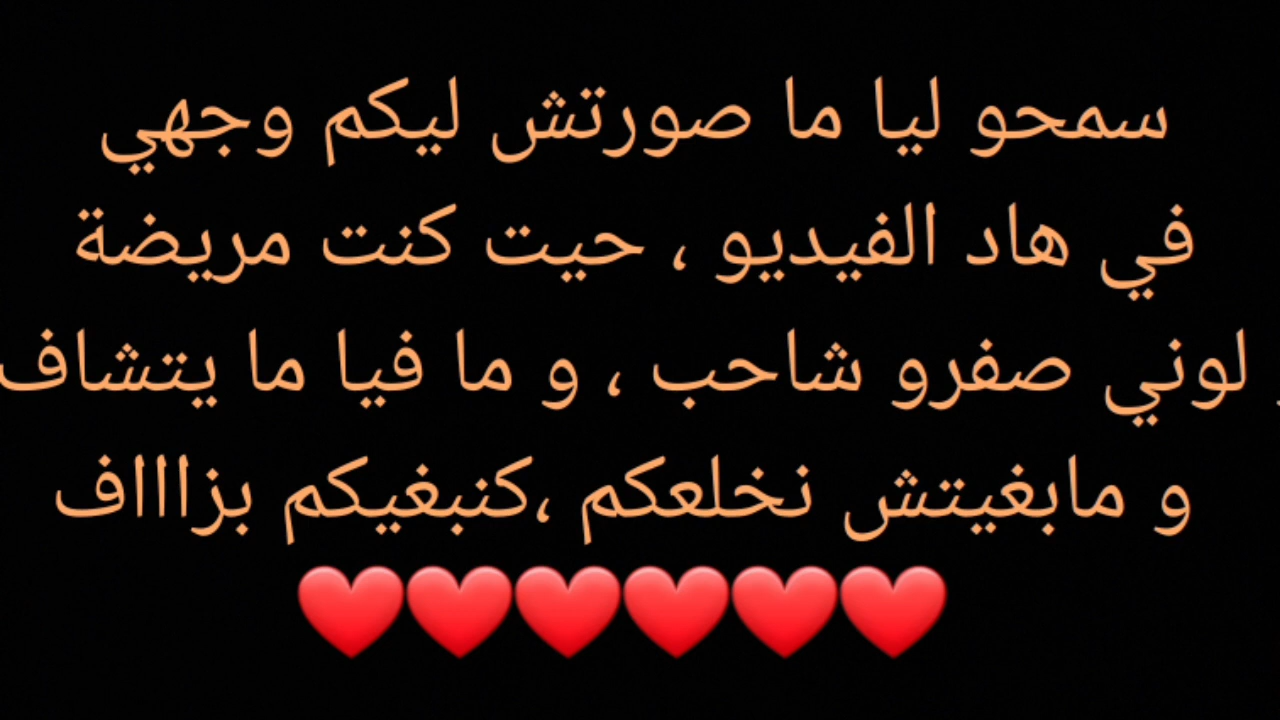 سمحو ليا ما صورتش ليكم وجهي
في هاد الفيديو ، حيت كنت مريضة
و لوني صفرو شاحب ، و ما فيا ما يتشاف
و مابغيتش نخلعكم ،كنبغيكم بزاااف
❤️❤️❤️❤️❤️❤️